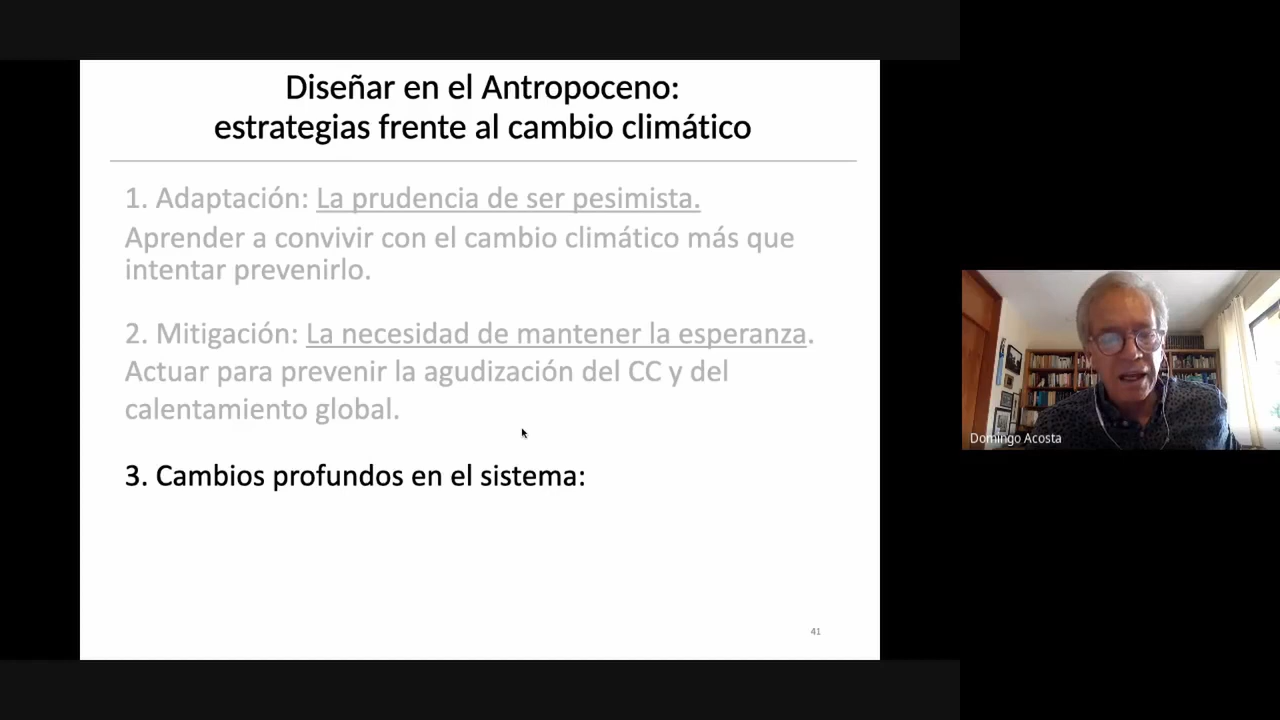 Diseñar en el Antropoceno:
estrategias frente al cambio climático
1. Adaptación: La prudencia de ser pesimista.
Aprender a convivir con el cambio climático más que
intentar prevenirlo.
2. Mitigación: La necesidad de mantener la esperanza.
Actuar para prevenir la agudización del CC y del
calentamiento global.
3. Cambios profundos en el sistema:
41
Domingo Acosta